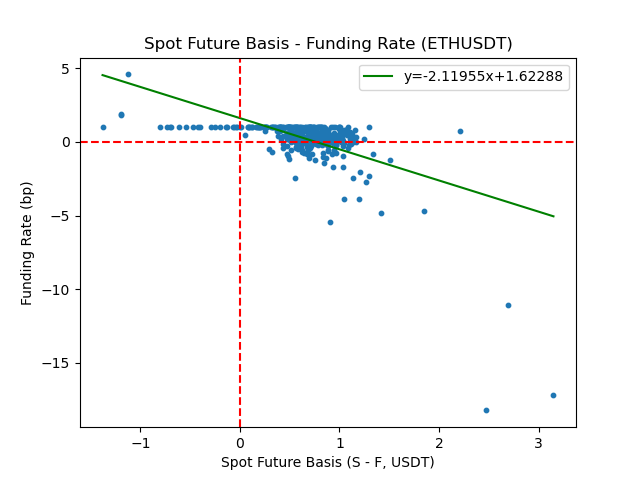 Spot Future Basis - Funding Rate (ETHUSDT)
y=-2.11955x+1.62288
5
0
−5
−10
−15
Funding Rate (bp)
−1
0
1
2
3
Spot Future Basis (S - F, USDT)